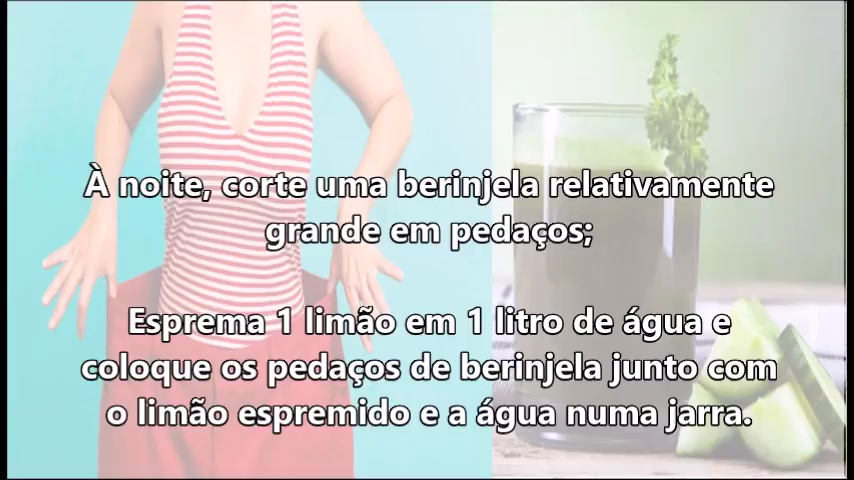 À noite, corte uma berinjela relativamente
grande em pedaços;
Esprema 1 limão em 1 litro de água e
coloque os pedaços de berinjela junto com
o limão espremido e a água numa jarra.